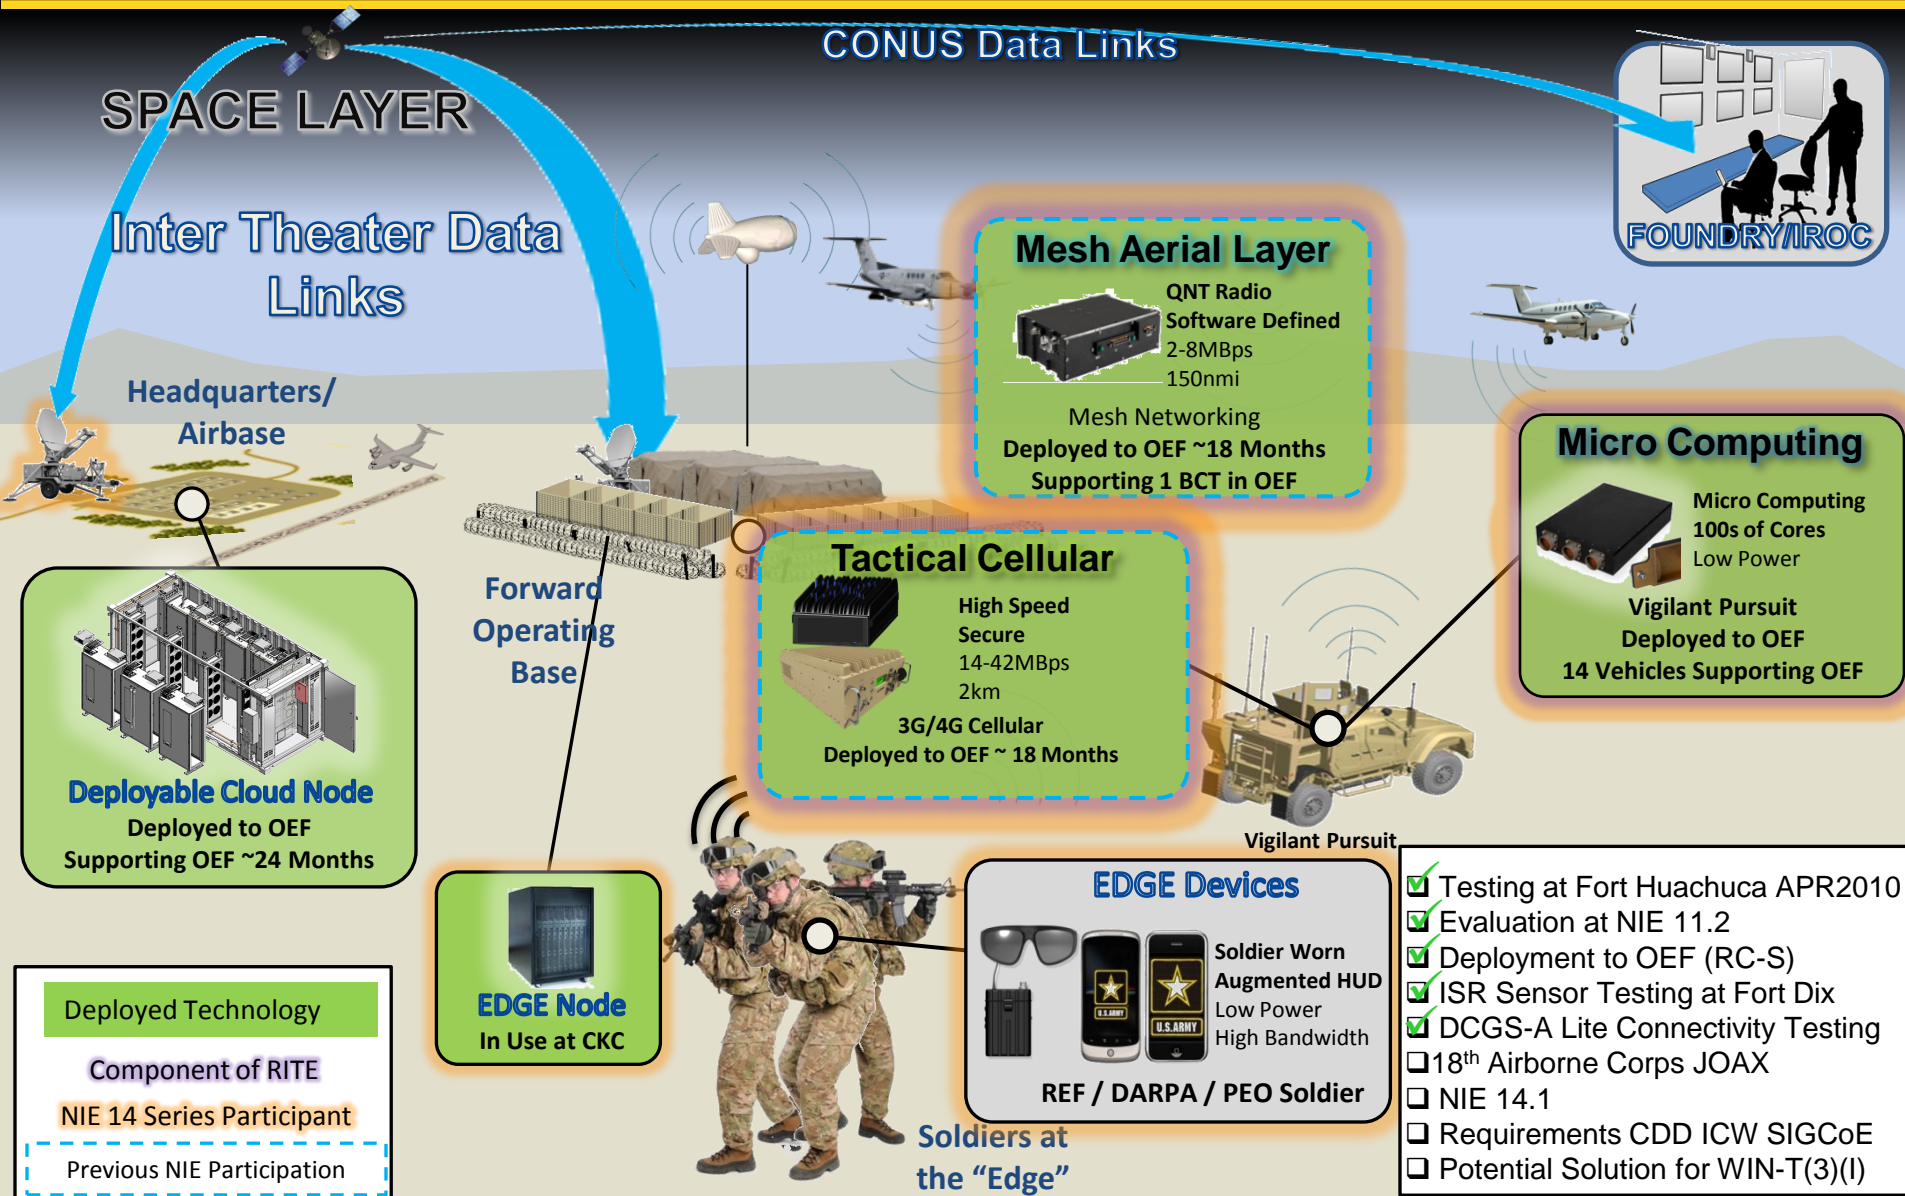 CONUS Data Links
SPACE LAYER
Inter Theater Data
Links
FOUNDRY/IROC
Headquarters/
Airbase
Mesh Aerial Layer
QNT Radio
Software Defined
2-8MBps
150nmi
Mesh Networking
Deployed to OEF ~18 Months
Supporting 1 BCT in OEF
Micro Computing
Micro Computing
100s of Cores
Low Power
Vigilant Pursuit
Deployed to OEF
14 Vehicles Supporting OEF
Forward
Operating
Base
Tactical Cellular
High Speed
Secure
14-42MBps
2km
3G/4G Cellular
Deployed to OEF ~ 18 Months
Deployable Cloud Node
Deployed to OEF
Supporting OEF ~24 Months
Vigilant Pursuit
EDGE Node
In Use at CKC
EDGE Devices
Soldier Worn
Augmented HUD
Low Power
High Bandwidth
U.S.ARMY
U.S.ARMY
REF / DARPA / PEO Soldier
Soldiers at
the “Edge”
Deployed Technology
Component of RITE
NIE 14 Series Participant
Previous NIE Participation
Testing at Fort Huachuca APR2010
Evaluation at NIE 11.2
Deployment to OEF (RC-S)
ISR Sensor Testing at Fort Dix
DCGS-A Lite Connectivity Testing
18th Airborne Corps JOAX
NIE 14.1
Requirements CDD ICW SIGCoE
Potential Solution for WIN-T(3)(I)